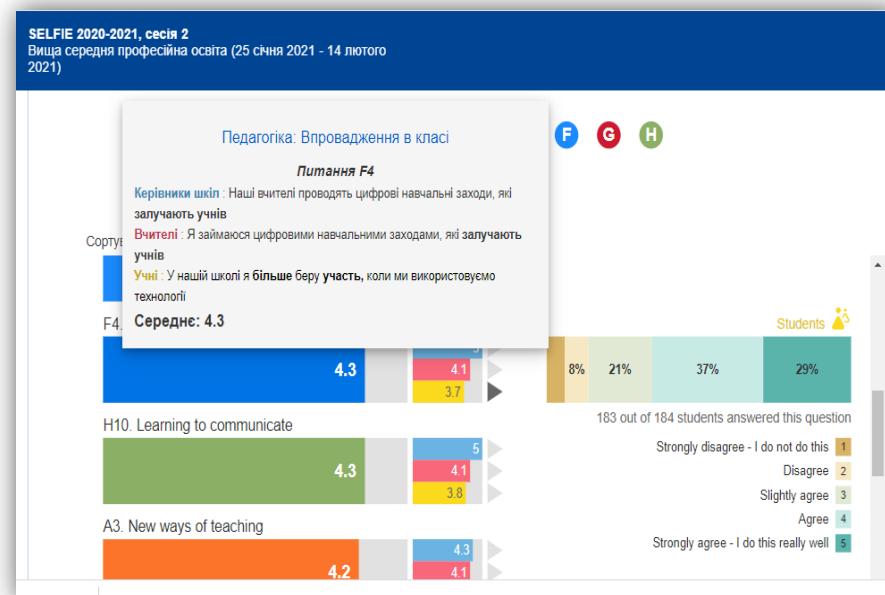 SELFIE 2020-2021, сесія 2
Вища середня професійна освіта (25 січня 2021 - 14 лютого
2021)
Педагогіка: Впровадження в класі
F G H
Питання F4
Керівники шкіл : Наші вчителі проводять цифрові навчальні заходи, які
залучають учнів
Вчителі : Я займаюся цифровими навчальними заходами, які залучають
учнів
Учні : У нашій школі я більше беру участь, коли ми використовуємо
технології
Середнє: 4.3
Сорту
F4.
Students
4.3
5
4.1
3.7
8% 21% 37% 29%
183 out of 184 students answered this question
H10. Learning to communicate
4.3
5
4.1
3.8
Strongly disagree - I do not do this 1
Disagree 2
Slightly agree 3
Agree 4
Strongly agree - I do this really well 5
A3. New ways of teaching
4.2
4.3
4.1